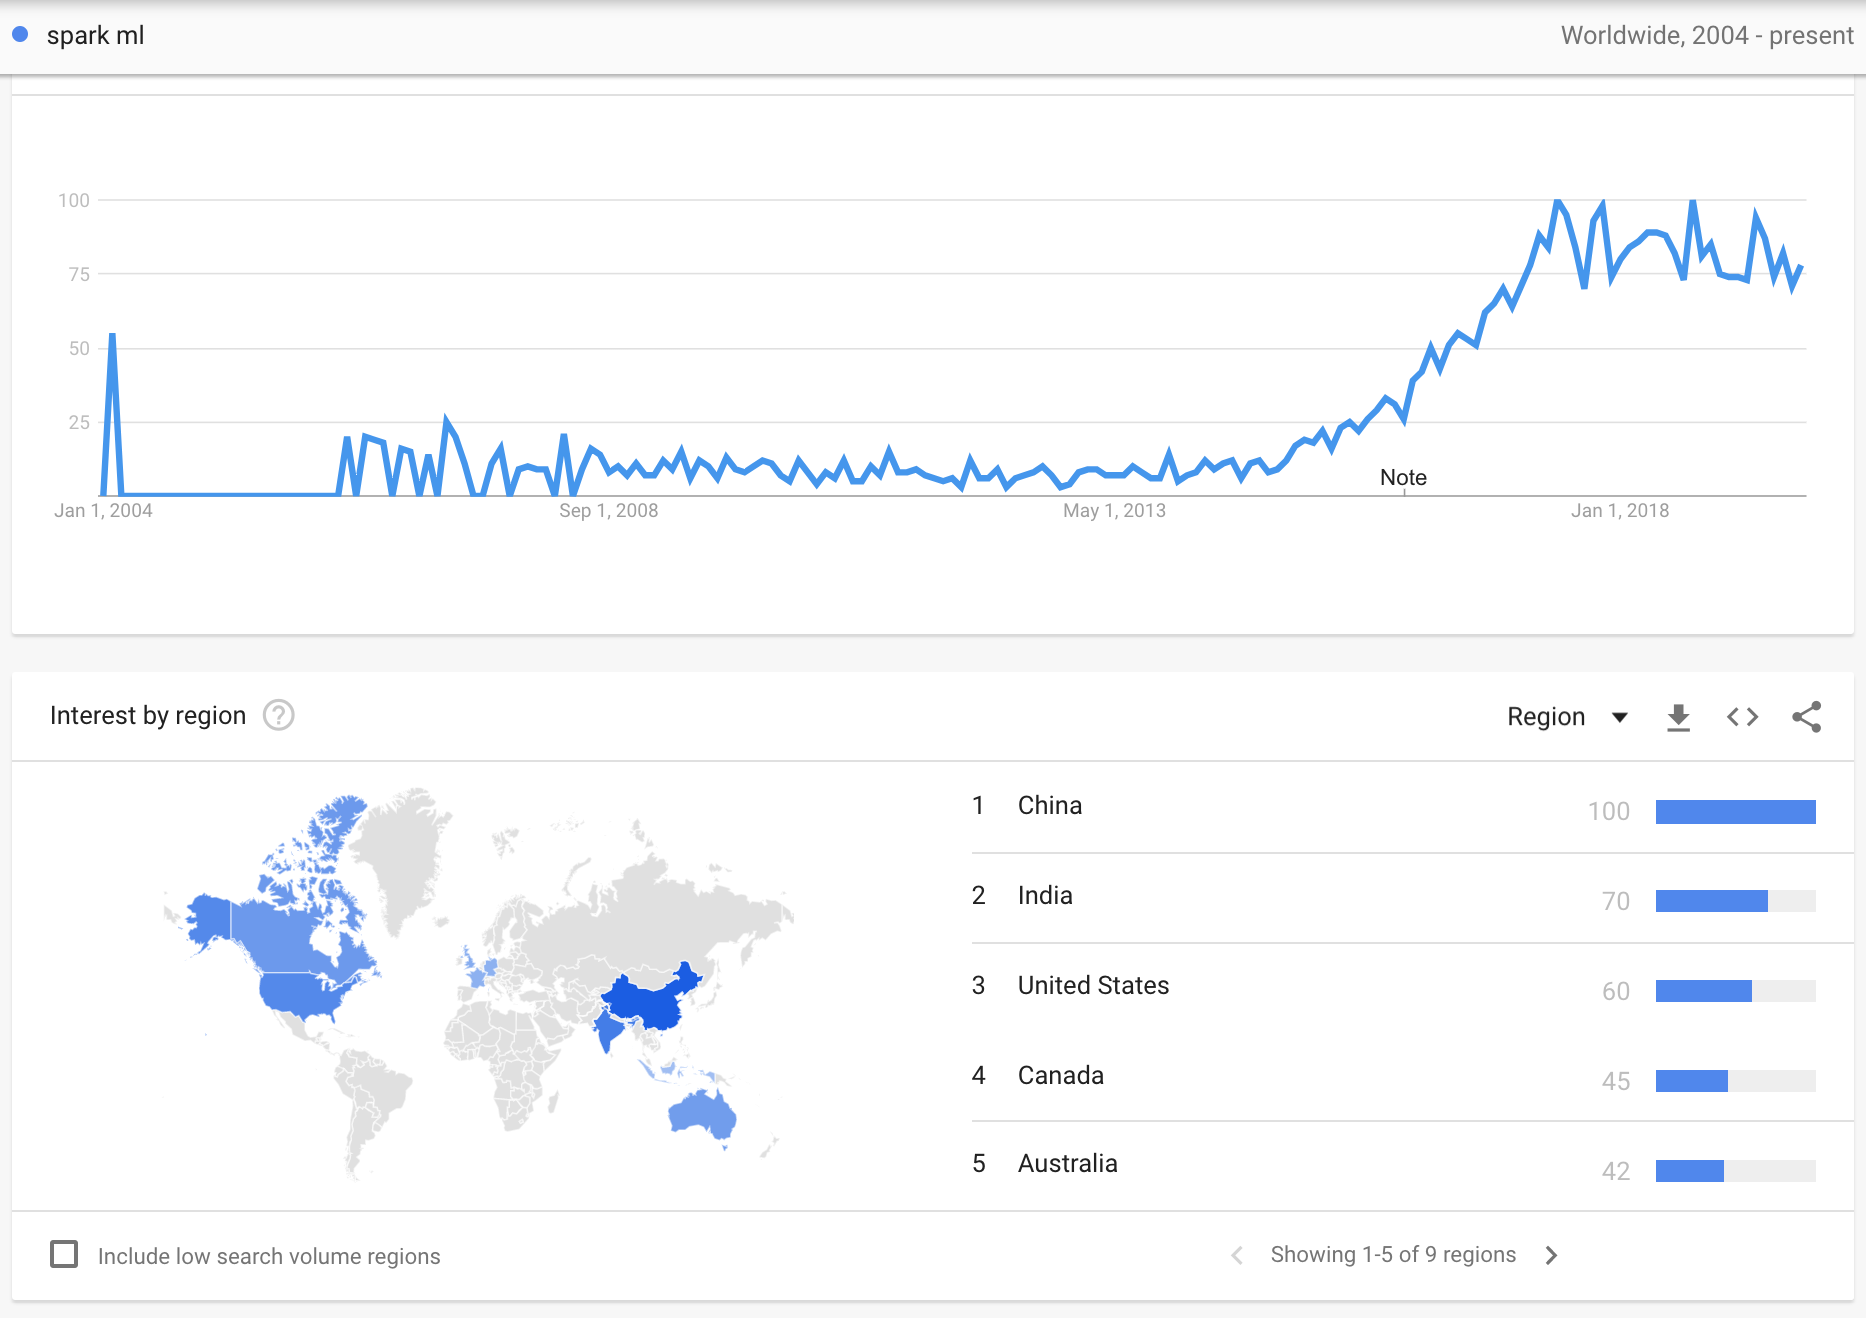 spark ml
Worldwide, 2004 - present
100
75
50
25
Note
Jan 1, 2004
Sep 1, 2008
May 1, 2013
Jan 1, 2018
Interest by region
Region
1 China 100
2 India 70
3 United States 60
4 Canada 45
5 Australia 42
Include low search volume regions
Showing 1-5 of 9 regions